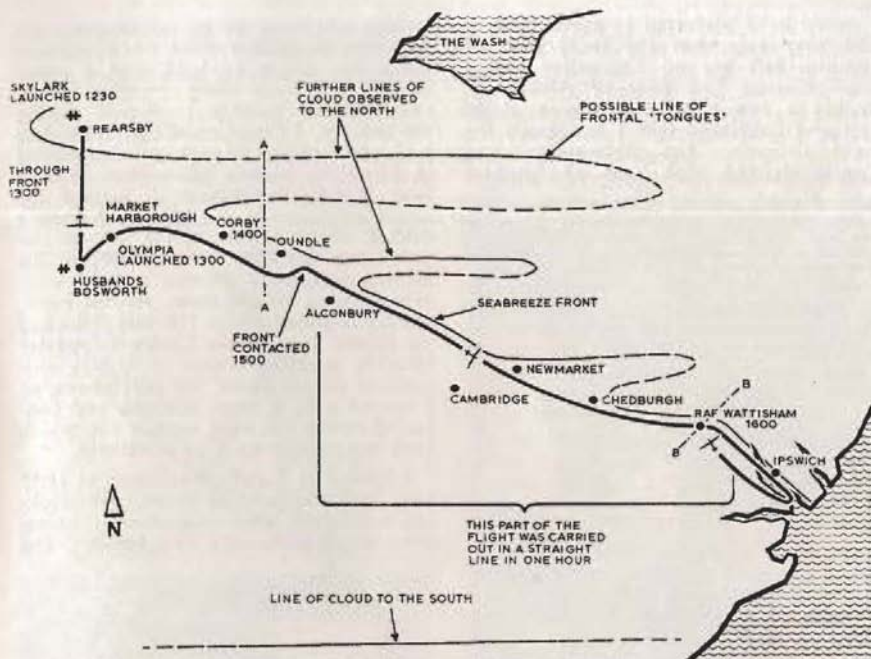 THE WASH
SKYLARK
LAUNCHED 1230
REARSBY
FURTHER LINES OF
CLOUD OBSERVED
TO THE NORTH
POSSIBLE LINE OF
FRONTAL "TONGUES"
A
THROUGH
FRONT
1300
MARKET
HARBOROUGH
CORBY
1400
OUNDLE
OLYMPIA
LAUNCHED 1300
HUSBANDS
BOSWORTH
A
ALCONBURY
SEABREEZE FRONT
FRONT
CONTACTED
1500
NEWMARKET
CAMBRIDGE
CHEDBURGH
B
RAF WATTISHAM
1600
B
IPSWICH
N
THIS PART OF THE
FLIGHT WAS CARRIED
OUT IN A STRAIGHT
LINE IN ONE HOUR
LINE OF CLOUD TO THE SOUTH